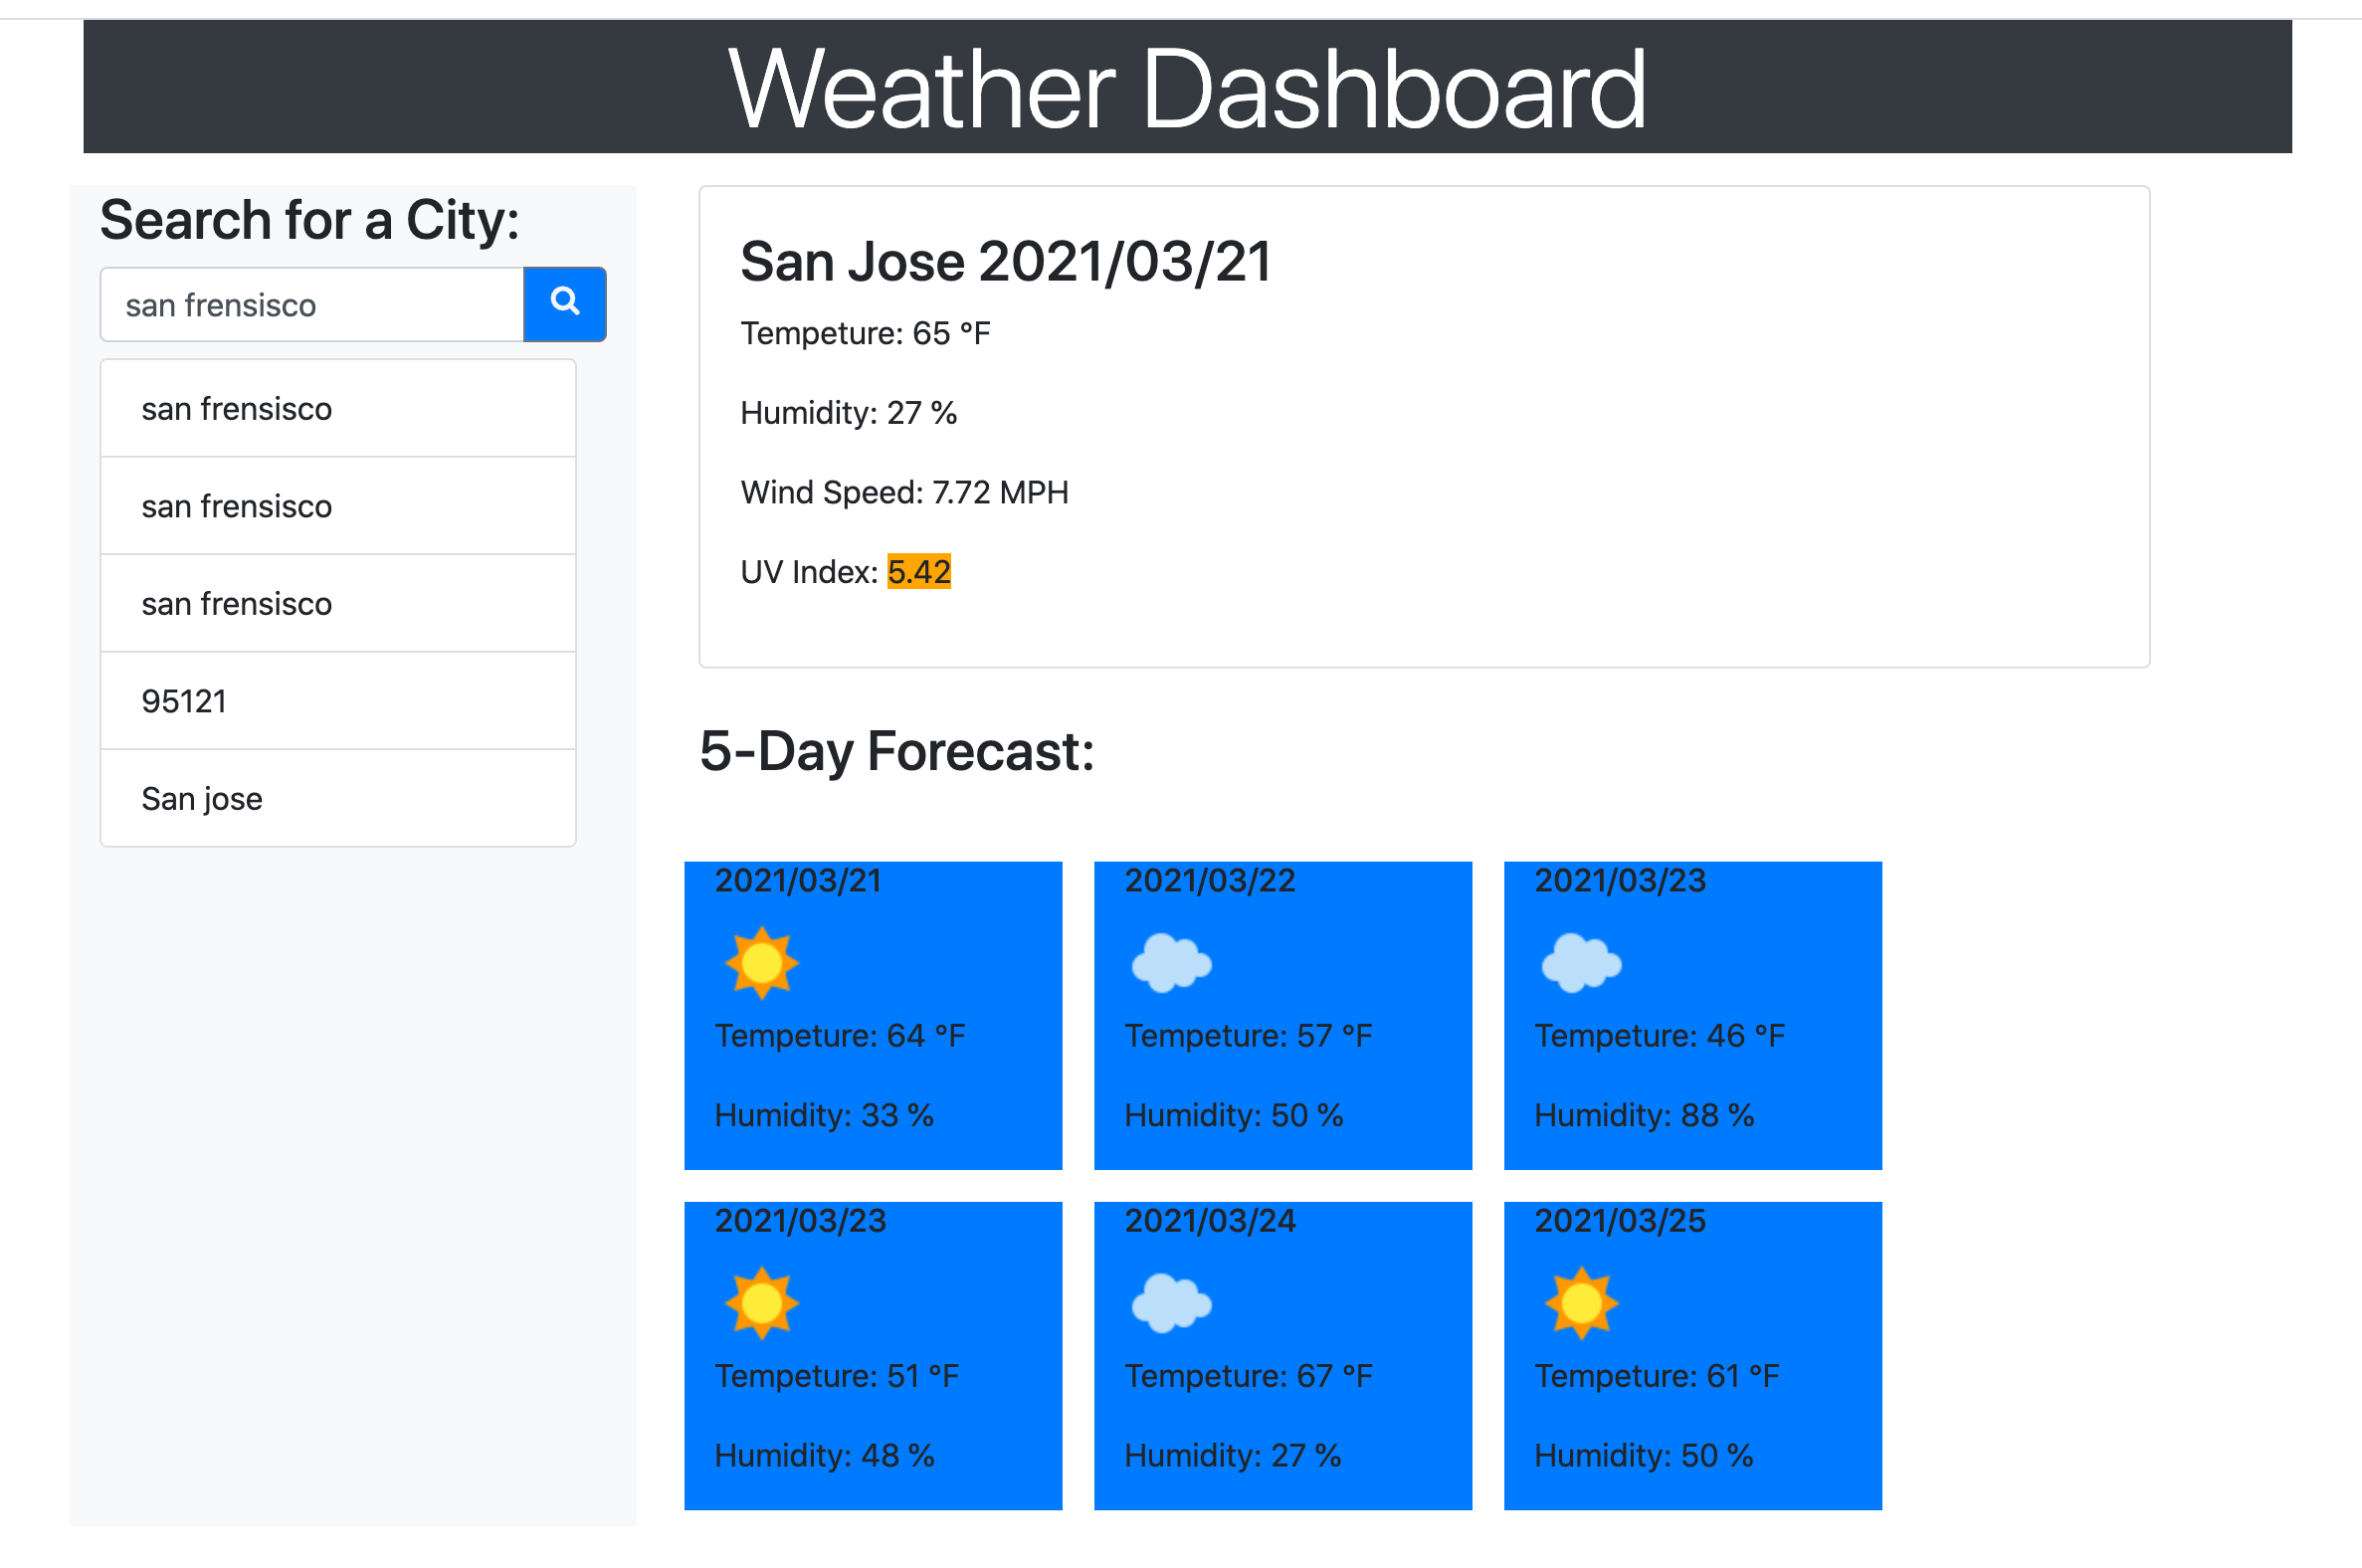 Weather Dashboard
Search for a City:
san frensisco
san frensisco
san frensisco
san frensisco
95121
San jose
San Jose 2021/03/21
Tempeture: 65 °F
Humidity: 27 %
Wind Speed: 7.72 MPH
UV Index: 5.42
5-Day Forecast:
2021/03/21
Tempeture: 64 °F
Humidity: 33 %
2021/03/22
Tempeture: 57 °F
Humidity: 50 %
2021/03/23
Tempeture: 46 °F
Humidity: 88 %
2021/03/23
Tempeture: 51 °F
Humidity: 48 %
2021/03/24
Tempeture: 67 °F
Humidity: 27 %
2021/03/25
Tempeture: 61 °F
Humidity: 50 %